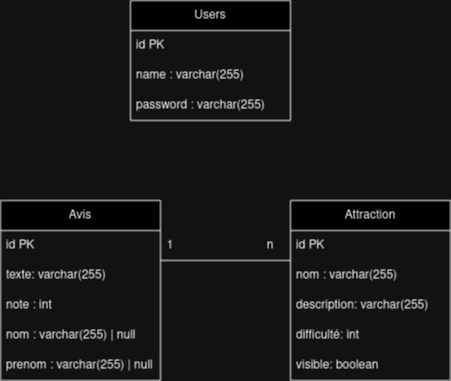 Users
id PK
name : varchar(255)
password : varchar(255)
Avis
id PK
texte: varchar(255)
note : int
nom : varchar(255) | null
prenom : varchar(255) | null
1
n
Attraction
id PK
nom : varchar(255)
description: varchar(255)
difficulté: int
visible: boolean